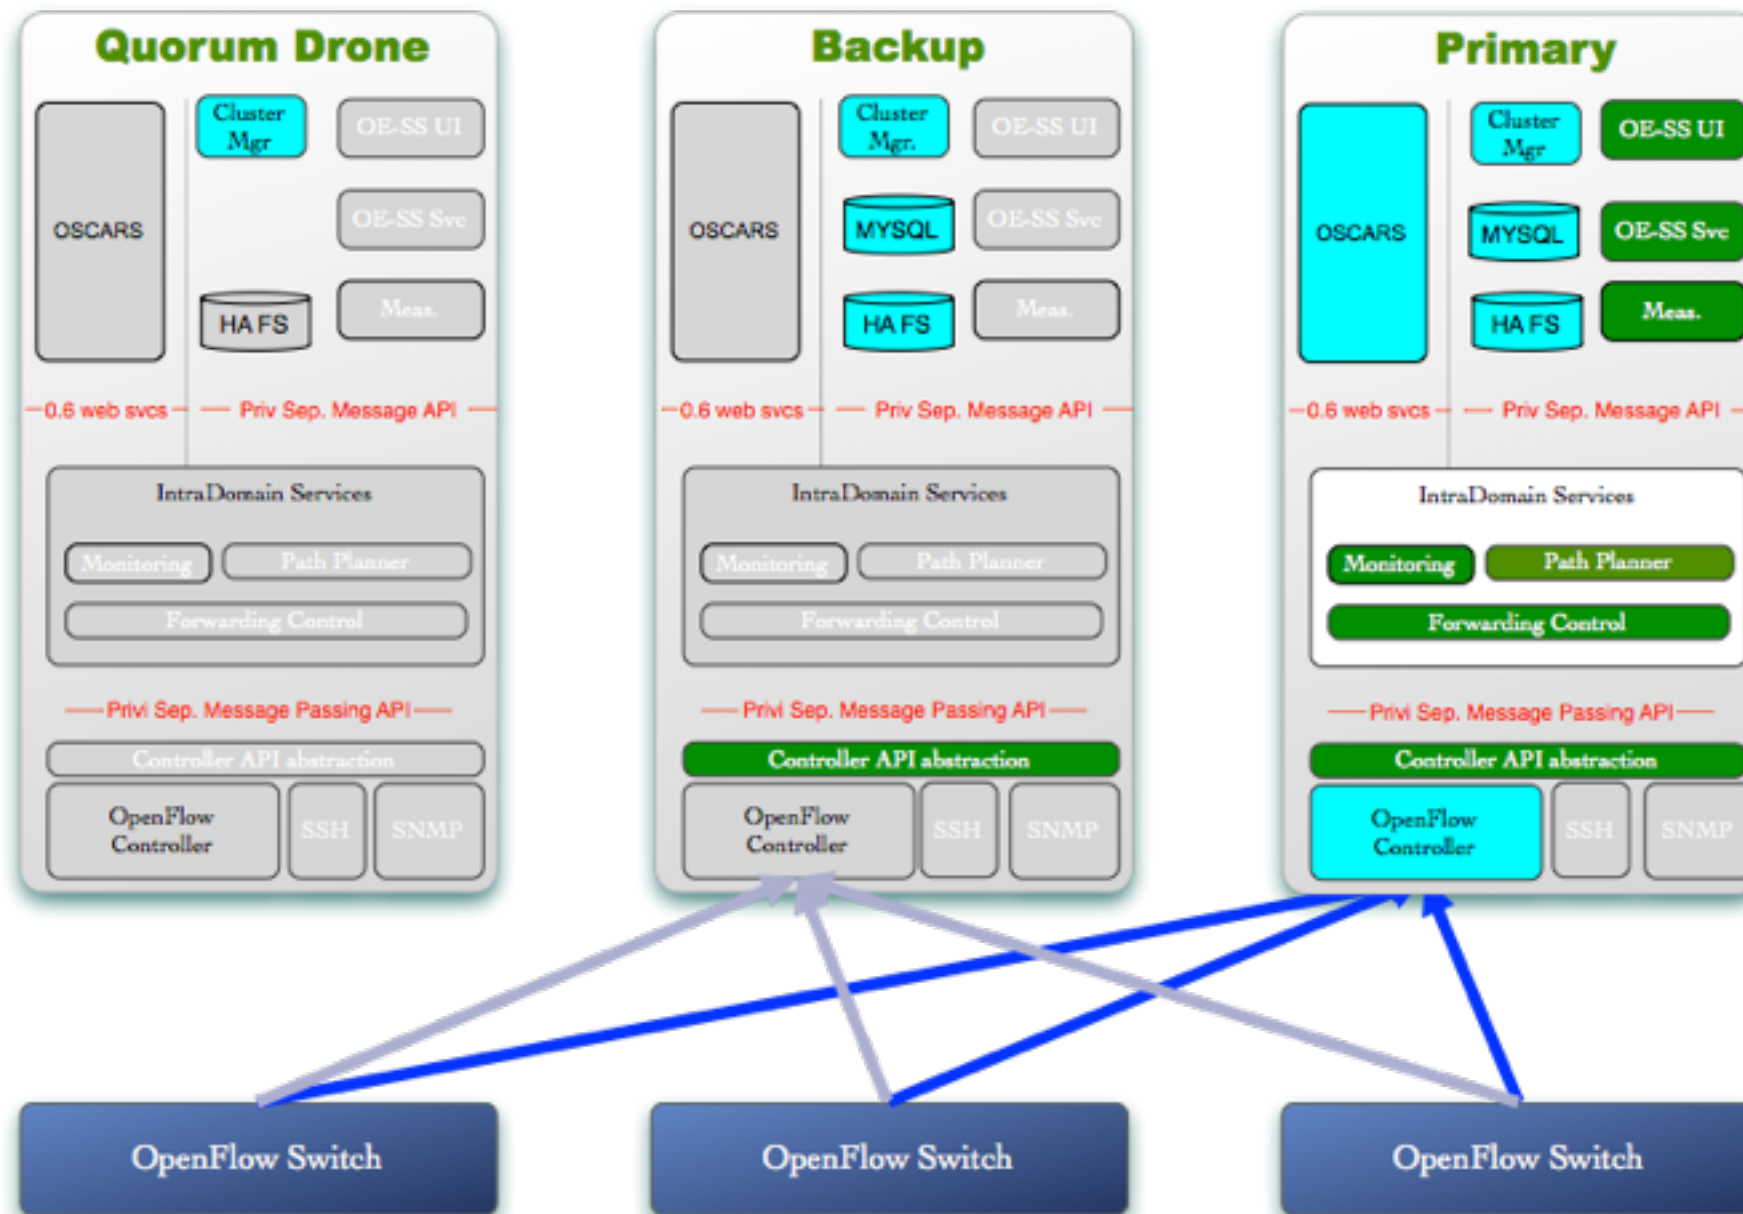 Quorum Drone
Cluster
Mgr
OE-SS UI
OSCARS
OE-SS Svc
HA FS
Meas.
0.6 web svcs
Priv Sep. Message API
IntraDomain Services
Monitoring
Path Planner
Forwarding Control
Privi Sep. Message Passing API
Controller API abstraction
OpenFlow
Controller
SSH
SNMP
Backup
Cluster
Mgr.
OE-SS UI
OSCARS
MYSQL
OE-SS Svc
HA FS
Meas.
0.6 web svcs
Priv Sep. Message API
IntraDomain Services
Monitoring
Path Planner
Forwarding Control
Privi Sep. Message Passing API
Controller API abstraction
OpenFlow
Controller
SSH
SNMP
Primary
Cluster
Mgr
OE-SS UI
OSCARS
MYSQL
OE-SS Svc
HA FS
Meas.
0.6 web svcs
Priv Sep. Message API
IntraDomain Services
Monitoring
Path Planner
Forwarding Control
Privi Sep. Message Passing API
Controller API abstraction
OpenFlow
Controller
SSH
SNMP
OpenFlow Switch
OpenFlow Switch
OpenFlow Switch